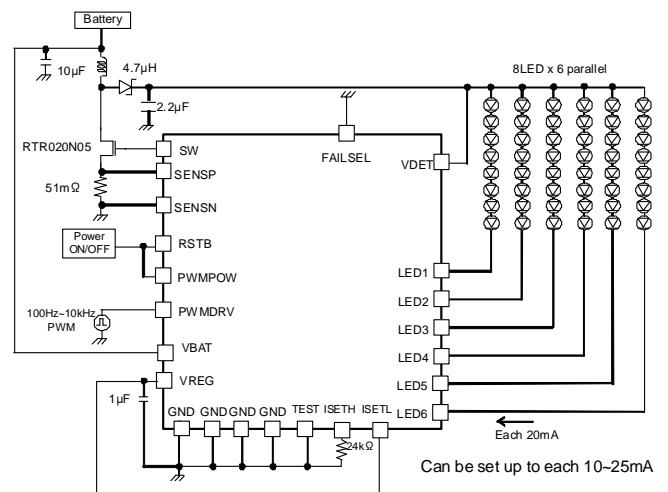 Battery
10μF
4.7μH
8LED x 6 parallel
2.2μF
RTR020N05
SW
FAILSEL
VDET
SENSP
51mΩ
SENSN
Power
ON/OFF
RSTB
PWMPOW
LED1
LED2
100Hz~10kHz
PWM
PWMDRV
LED3
VBAT
LED4
VREG
LED5
1μF
GND GND GND GND TEST ISETH ISETL
LED6
24kΩ
Each 20mA
Can be set up to each 10~25mA